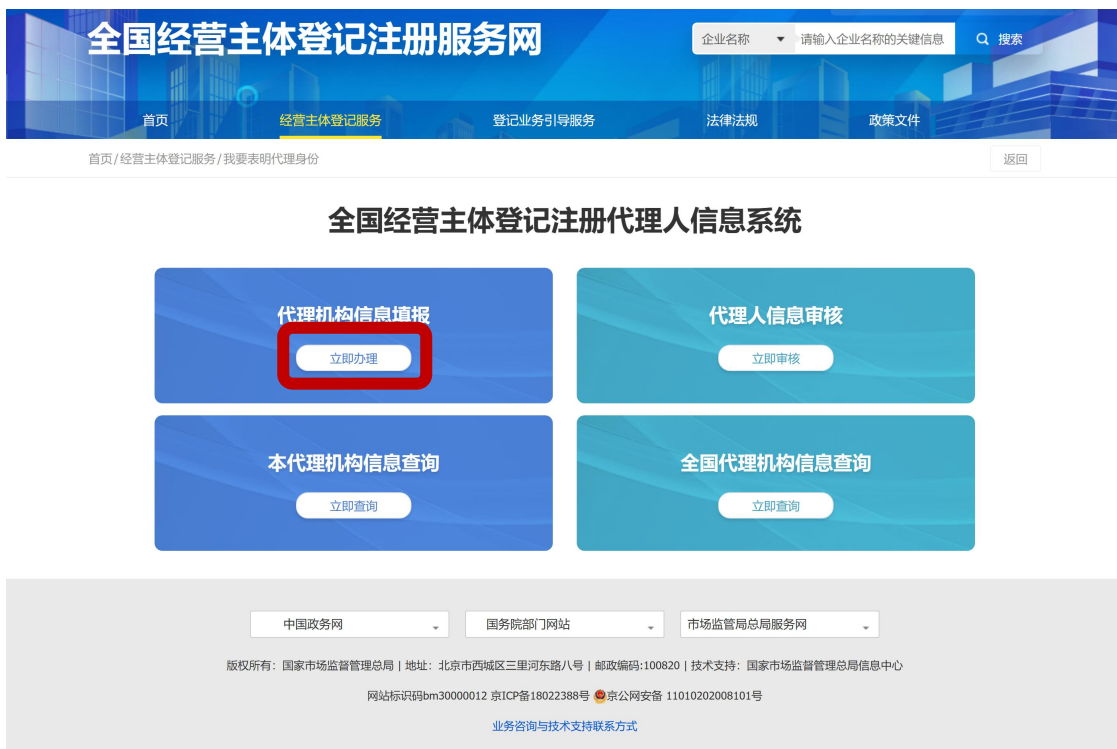 全国经营主体登记注册服务网
企业名称 请输入企业名称的关键信息 搜索
首页 经营主体登记服务 登记业务引导服务 法律法规 政策文件
首页/经营主体登记服务/我要表明代理身份 返回
全国经营主体登记注册代理人信息系统
代理机构信息填报 代理人信息审核
立即办理 立即审核
本代理机构信息查询 全国代理机构信息查询
立即查询 立即查询
中国政务网 国务院部门网站 市场监管局总局服务网
版权所有：国家市场监督管理总局 | 地址：北京市西城区三里河东路八号 | 邮政编码:100820 | 技术支持：国家市场监督管理总局信息中心
网站标识码bm30000012 京ICP备18022388号 京公网安备 11010202008101号
业务咨询与技术支持联系方式